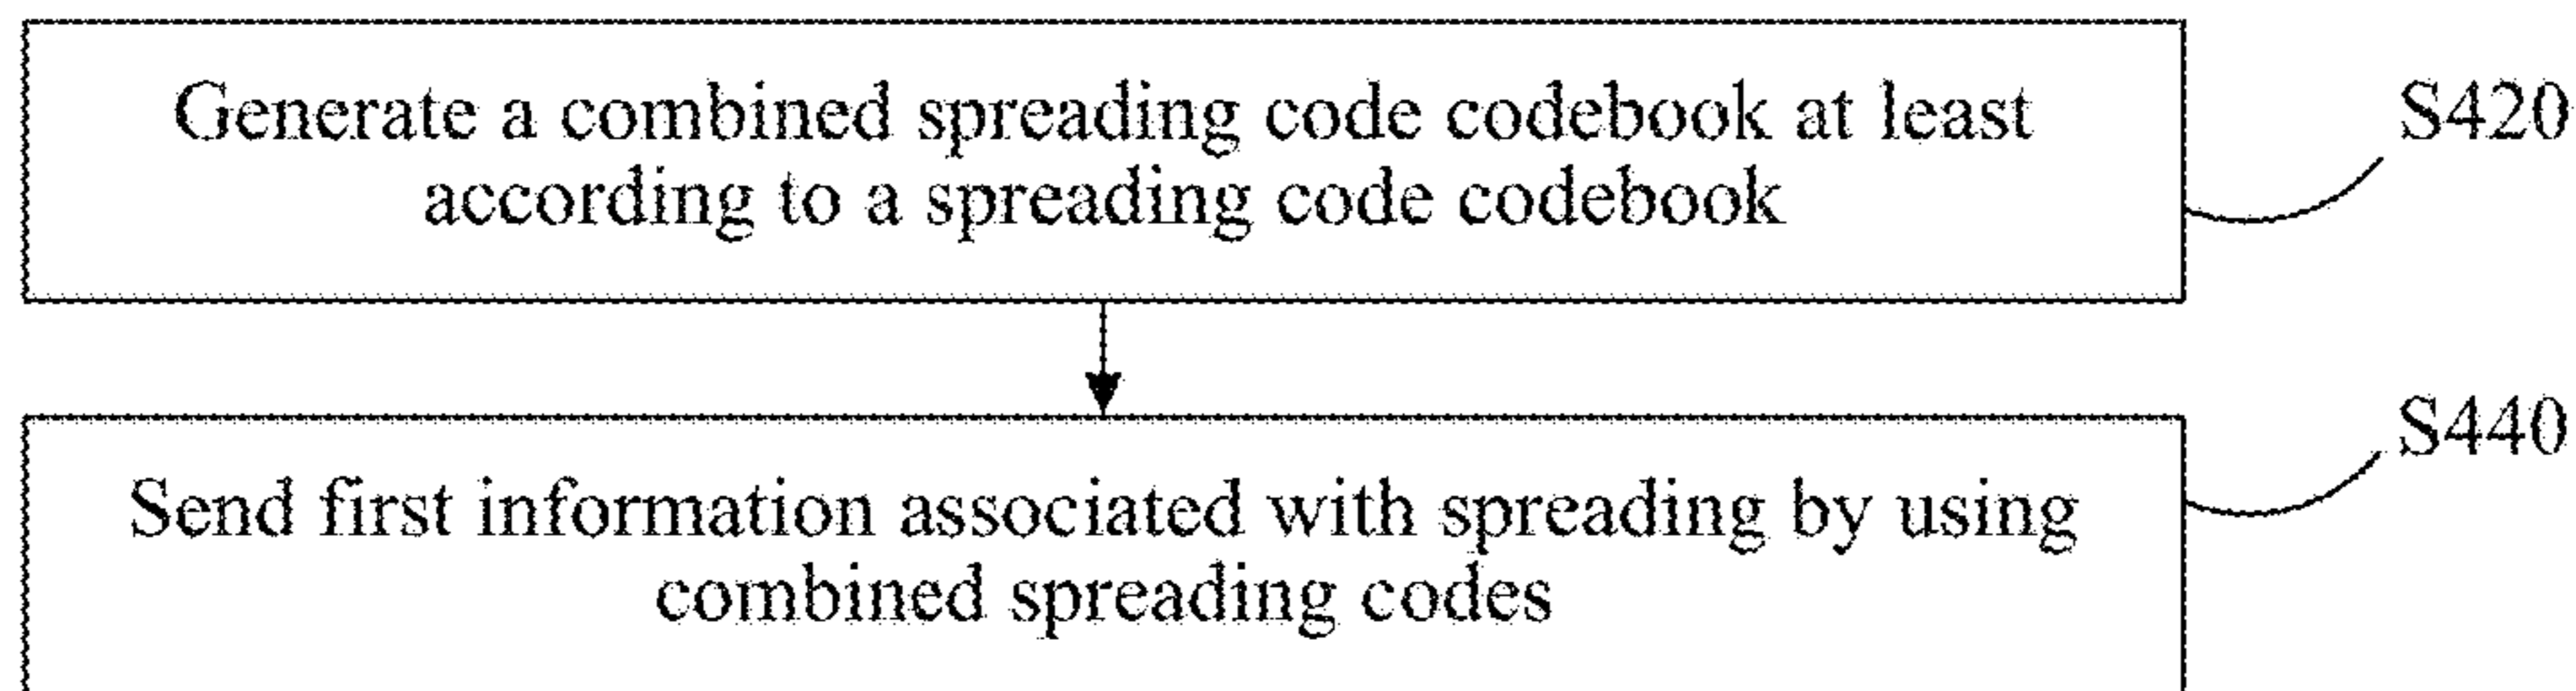 Generate a combined spreading code codebook at least
according to a spreading code codebook
S420
Send first information associated with spreading by using
combined spreading codes
S440